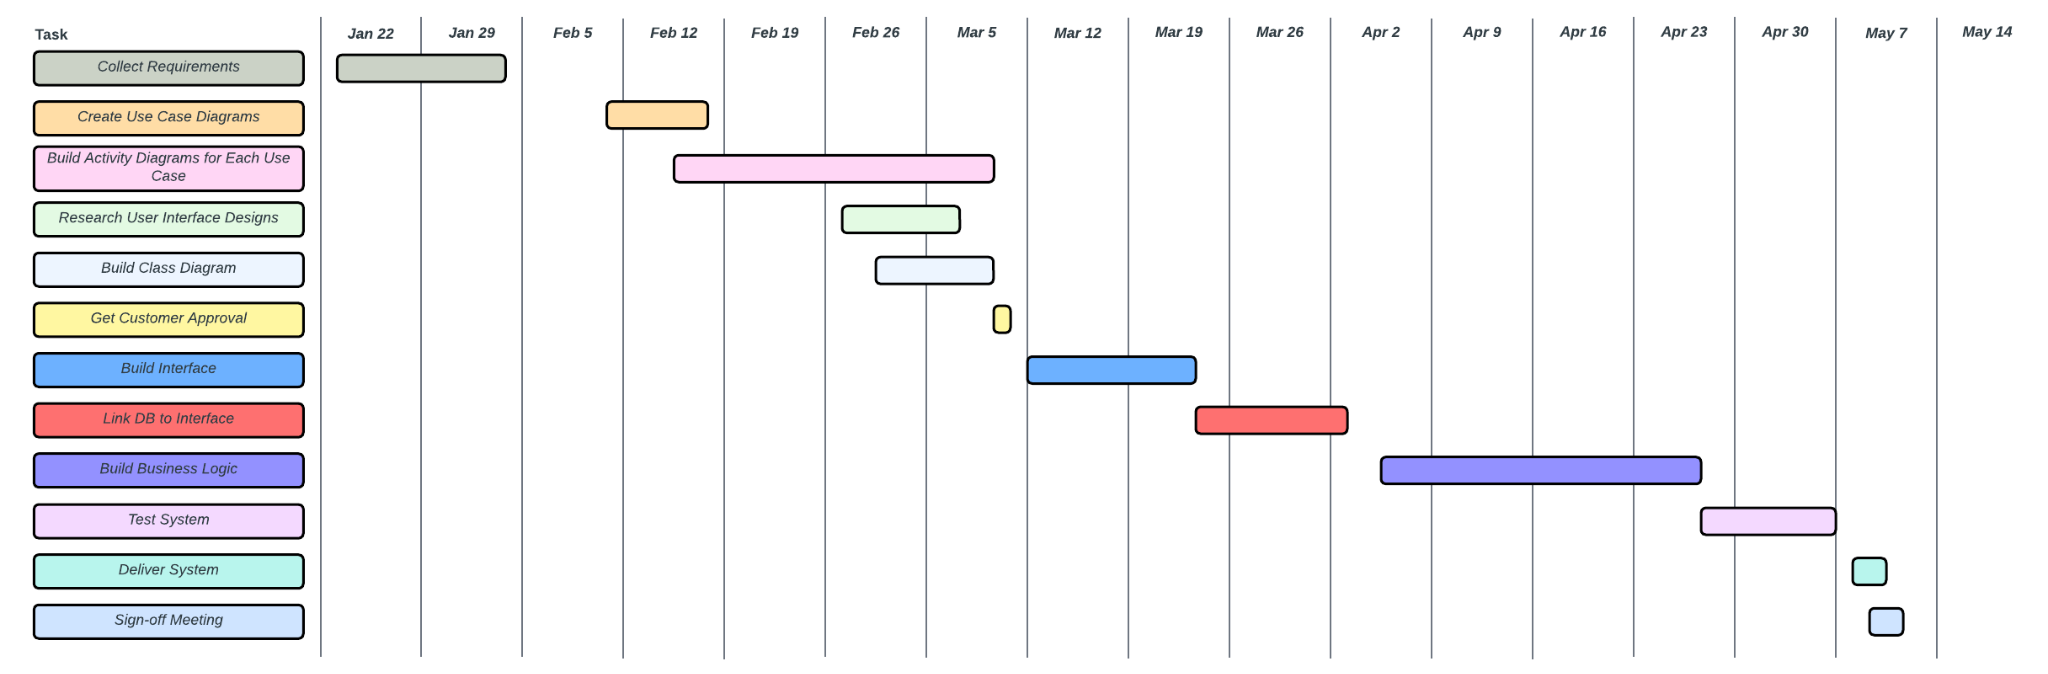 Task
Jan 22
Jan 29
Feb 5
Feb 12
Feb 19
Feb 26
Mar 5
Mar 12
Mar 19
Mar 26
Apr 2
Apr 9
Apr 16
Apr 23
Apr 30
May 7
May 14
Collect Requirements
Create Use Case Diagrams
Build Activity Diagrams for Each Use
Case
Research User Interface Designs
Build Class Diagram
Get Customer Approval
Build Interface
Link DB to Interface
Build Business Logic
Test System
Deliver System
Sign-off Meeting